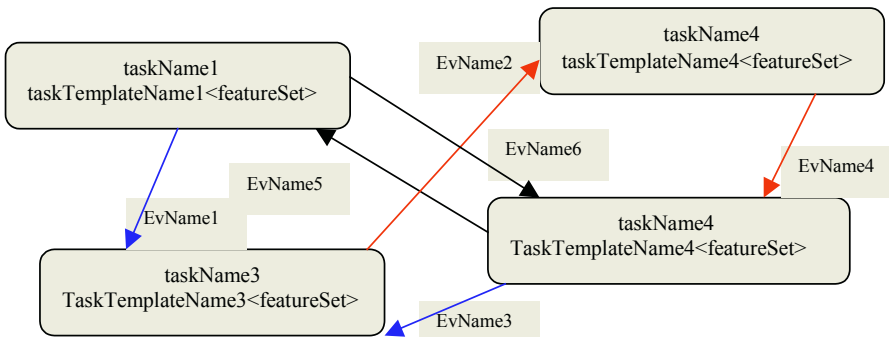 taskName4
taskTemplateName4<featureSet>
EvName2
taskName1
taskTemplateName1<featureSet>
EvName6
EvName4
EvName5
EvName1
taskName4
TaskTemplateName4<featureSet>
taskName3
TaskTemplateName3<featureSet>
EvName3